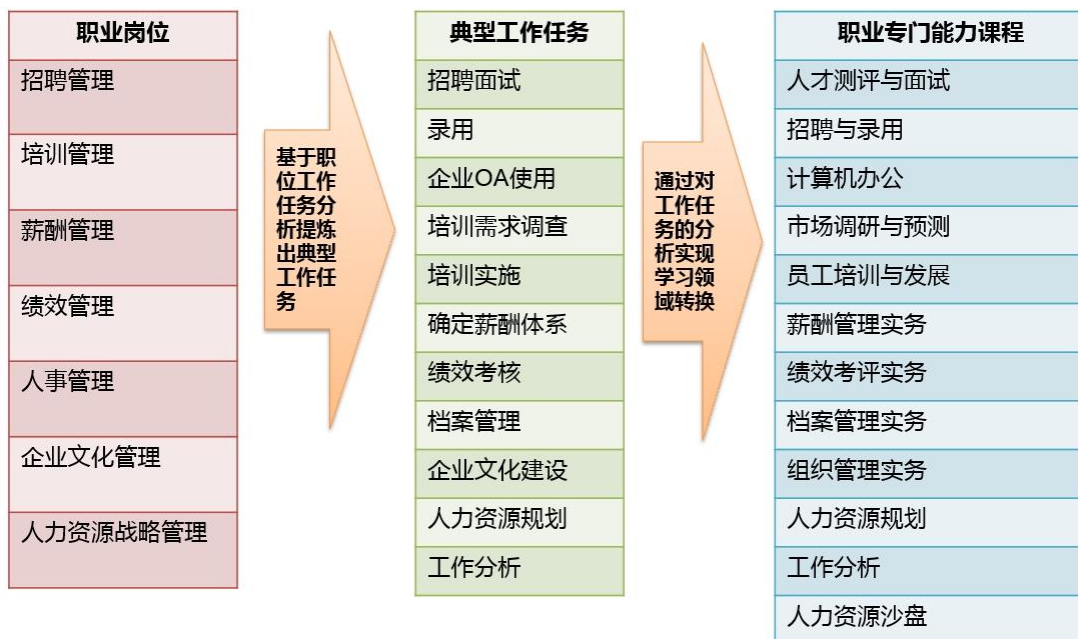 职业岗位
招聘管理
培训管理
薪酬管理
绩效管理
人事管理
企业文化管理
人力资源战略管理
基于职
位工作
任务分
析提炼
出典型
工作任
务
典型工作任务
招聘面试
录用
企业OA使用
培训需求调查
培训实施
确定薪酬体系
绩效考核
档案管理
企业文化建设
人力资源规划
工作分析
通过对
工作任
务的分
析实现
学习领
域转换
职业专门能力课程
人才测评与面试
招聘与录用
计算机办公
市场调研与预测
员工培训与发展
薪酬管理实务
绩效考评实务
档案管理实务
组织管理实务
人力资源规划
工作分析
人力资源沙盘